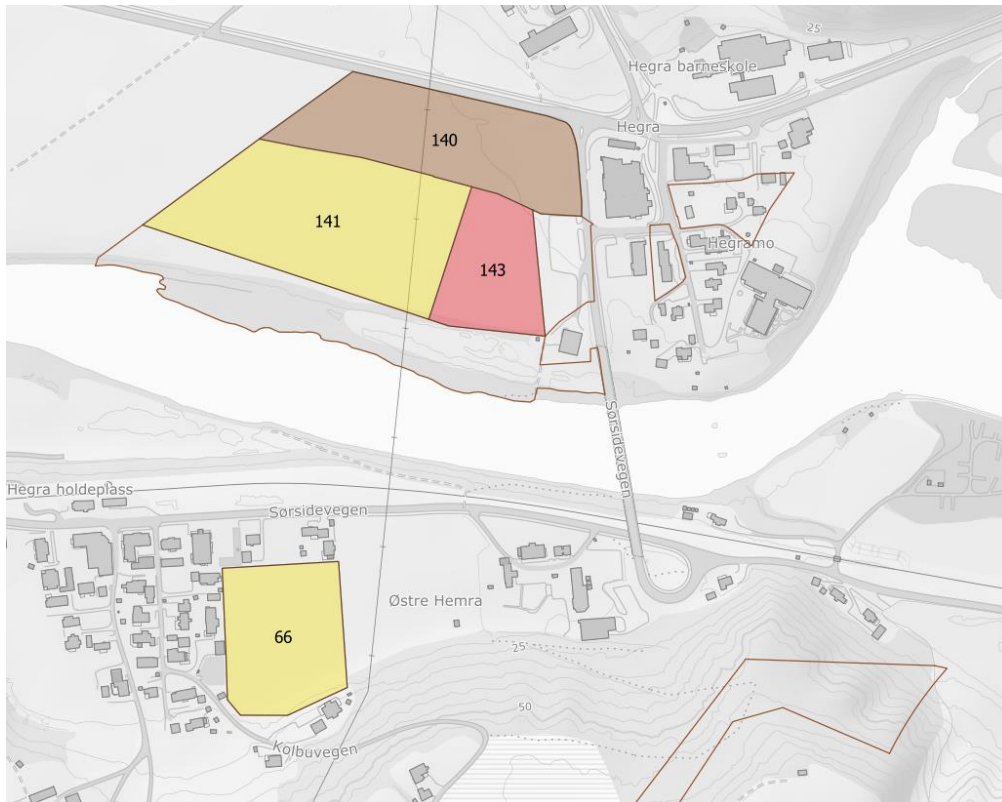 25
Hegra barneskole
Hegra
140
141
Hegramo
143
Sørsidevegen
Hegra holdeplass
Sørsidevegen
Østre Hemra
66
25
50
Kolbuvegen